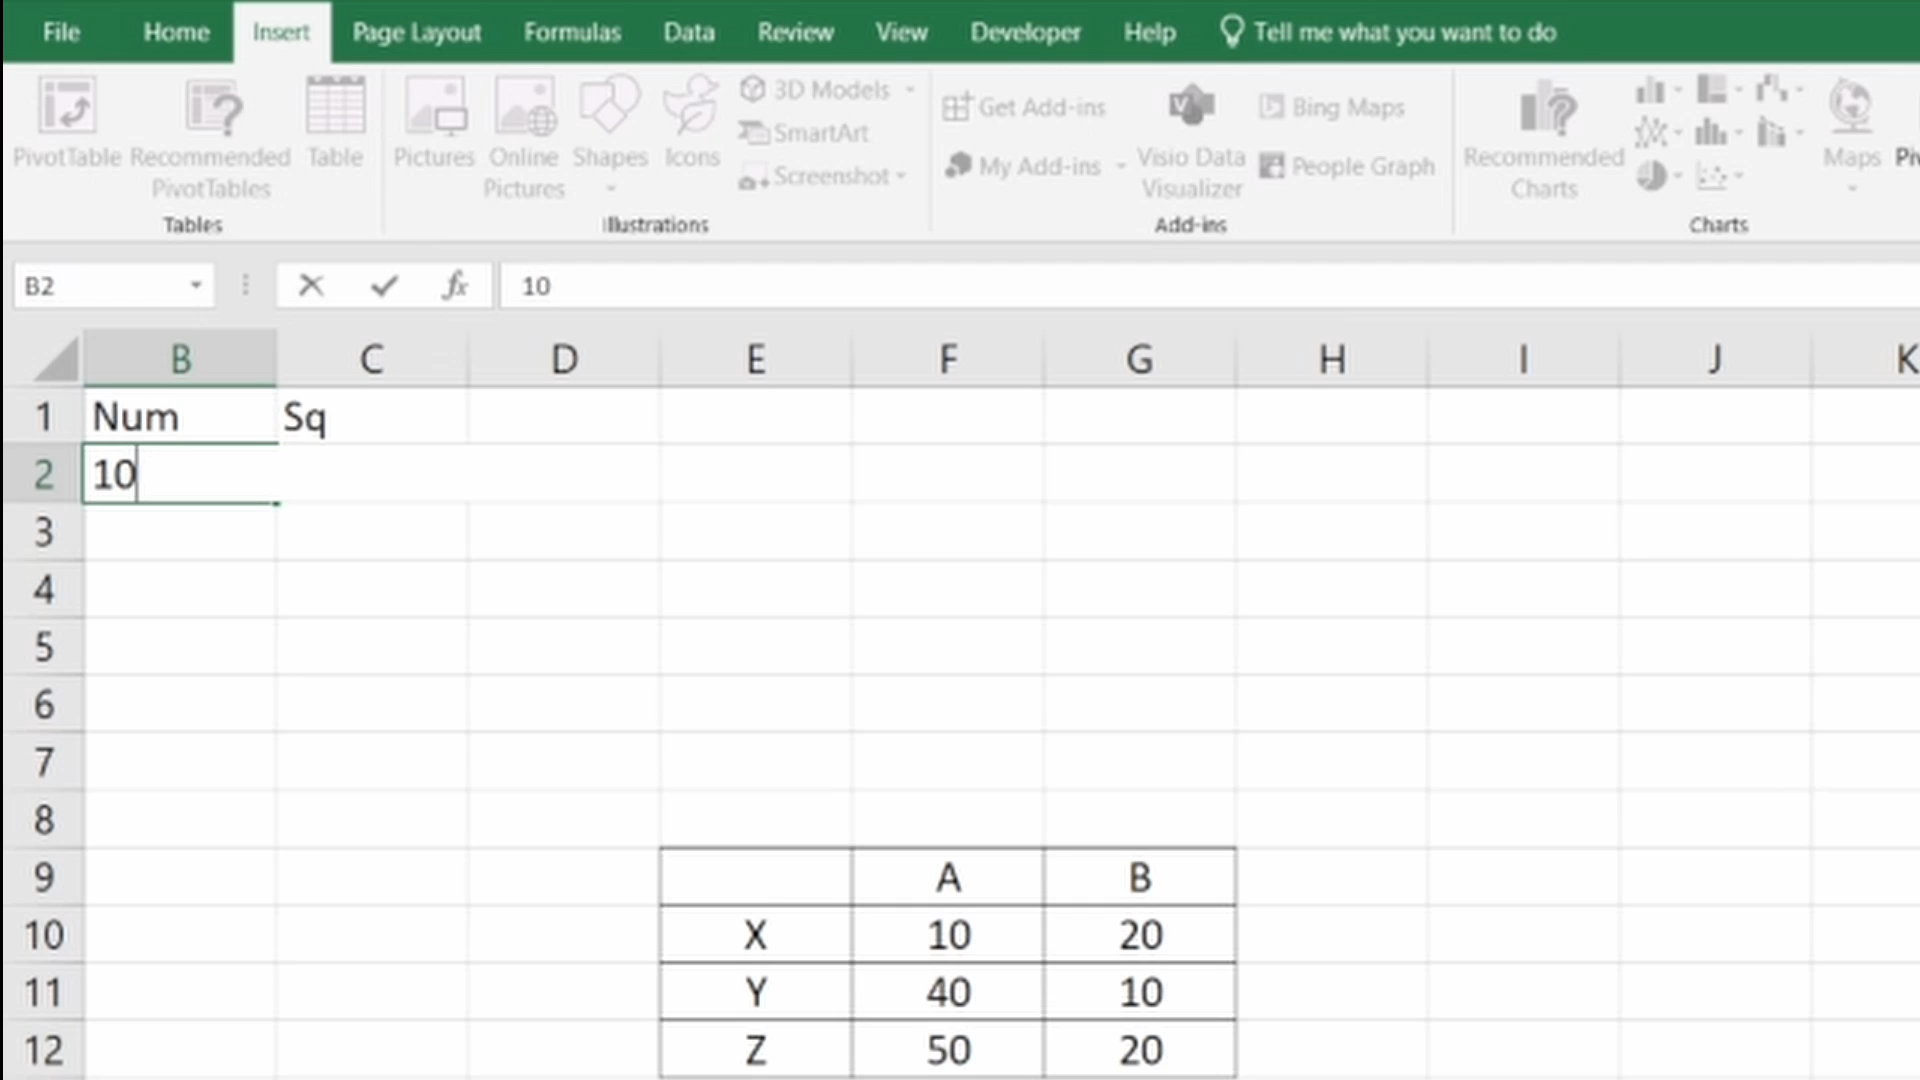 File Home Insert Page Layout Formulas Data Review View Developer Help Tell me what you want to do
PivotTable
Recommended PivotTables
Table
Tables
Pictures
Online Pictures
Shapes
Icons
3D Models
SmartArt
Screenshot
Illustrations
Get Add-ins
My Add-ins
Visio Data Visualizer
Bing Maps
People Graph
Add-ins
Recommended Charts
Maps
Charts
B2 fx 10
B C D E F G H I J K
1 Num Sq
2 10
3
4
5
6
7
8
9 A B
10 X 10 20
11 Y 40 10
12 Z 50 20